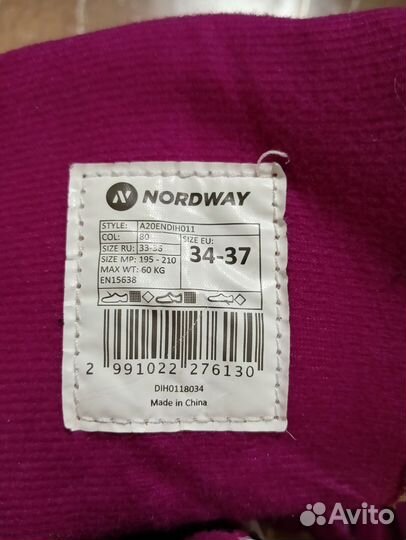 NORDWAY
STYLE: A20ENDIH011
COL: 80
SIZE RU: 33-36
SIZE MP: 195 - 210
MAX WT: 60 KG
EN15638
SIZE EU:
34-37
2 991022 276130
DIH0118034
Made in China
Avito